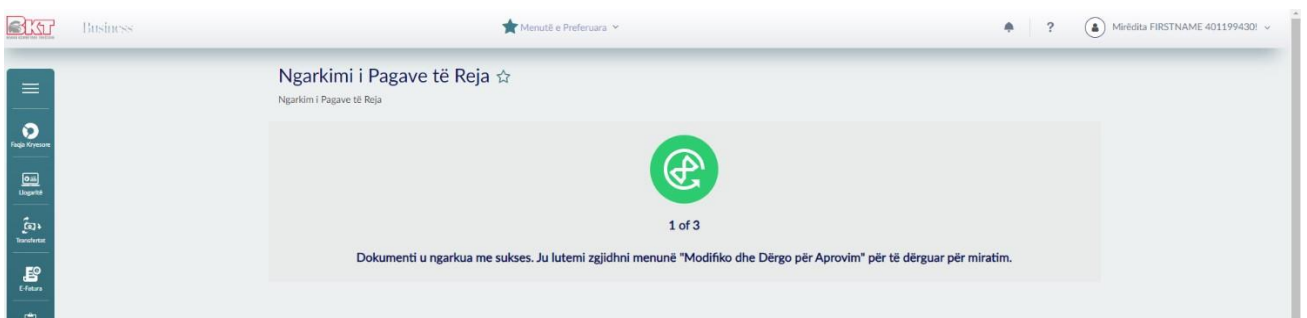 BKT Business
Menutë e Preferuara
?
Mirëdita FIRSTNAME 401199430!
Ngarkimi i Pagave të Reja
Ngarkim i Pagave të Reja
Faqja Kryesore
Llogaritë
Transfertat
E-Fatura
1 of 3
Dokumenti u ngarkua me sukses. Ju lutemi zgjidhni menunë "Modifiko dhe Dërgo për Aprovim" për të dërguar për miratim.